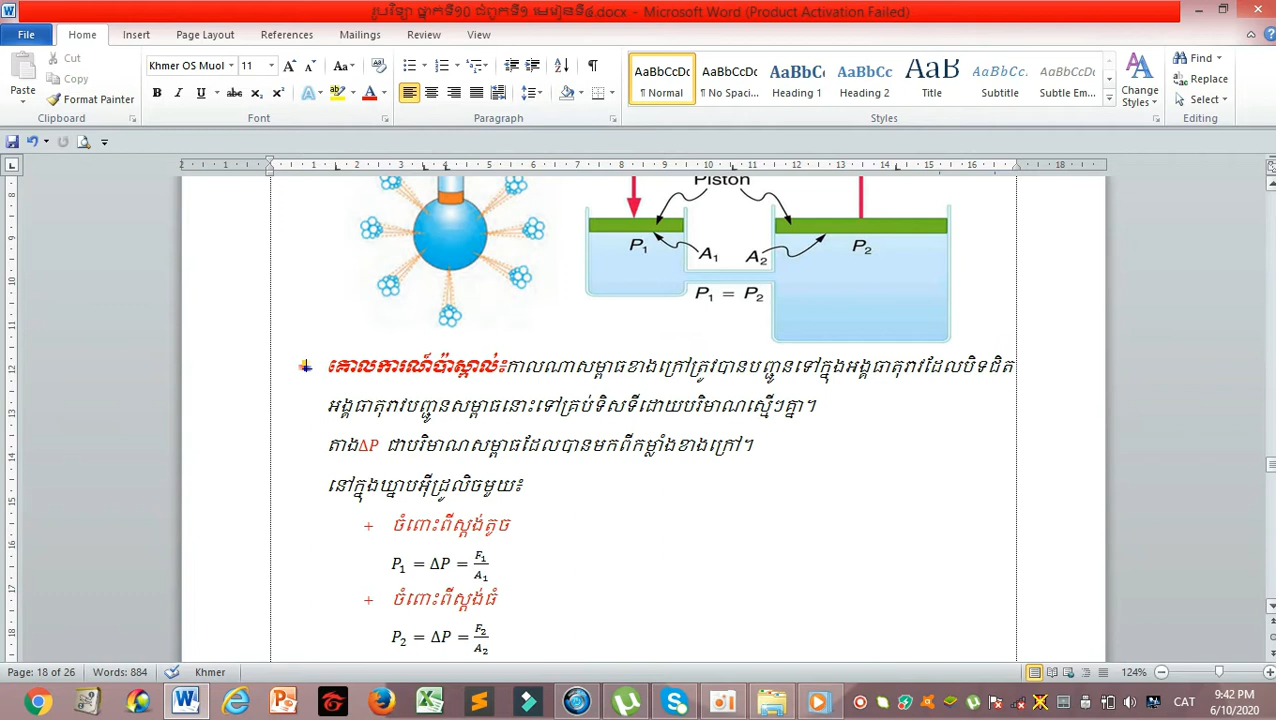 រូបវិទ្យា ថ្នាក់ទី១០ ជំពូកទី១ មេរៀនទី៤.docx - Microsoft Word (Product Activation Failed)
File Home Insert Page Layout References Mailings Review View
Cut
Copy
Format Painter
Paste
Clipboard
Khmer OS Muol 11
Font
Paragraph
AaBbCcDc ¶ Normal
AaBbCcDc ¶ No Spaci...
AaBbCc Heading 1
AaBbCc Heading 2
AaB Title
AaBbCc Subtitle
AaBbCcDc Subtle Em...
Change Styles
Styles
Find
Replace
Select
Editing
Piston
P₁ A₁ A₂ P₂
P₁ = P₂
គោលការណ៍ប៉ាស្កាល់៖កាលណាសម្ពាធខាងក្រៅត្រូវបានបញ្ជូនទៅក្នុងអង្គធាតុរាវដែលបិទជិត
អង្គធាតុរាវបញ្ជូនសម្ពាធនោះទៅគ្រប់ទិសទីដោយបរិមាណស្មើៗគ្នា។
តាងΔP ជាបរិមាណសម្ពាធដែលបានមកពីកម្លាំងខាងក្រៅ។
នៅក្នុងឃ្នាបអ៊ីដ្រូលិចមួយ៖
+ ចំពោះពីស្តុងតូច
P₁ = ΔP = F₁/A₁
+ ចំពោះពីស្តុងធំ
P₂ = ΔP = F₂/A₂
Page: 18 of 26 Words: 884 Khmer 124%
CAT 9:42 PM
6/10/2020